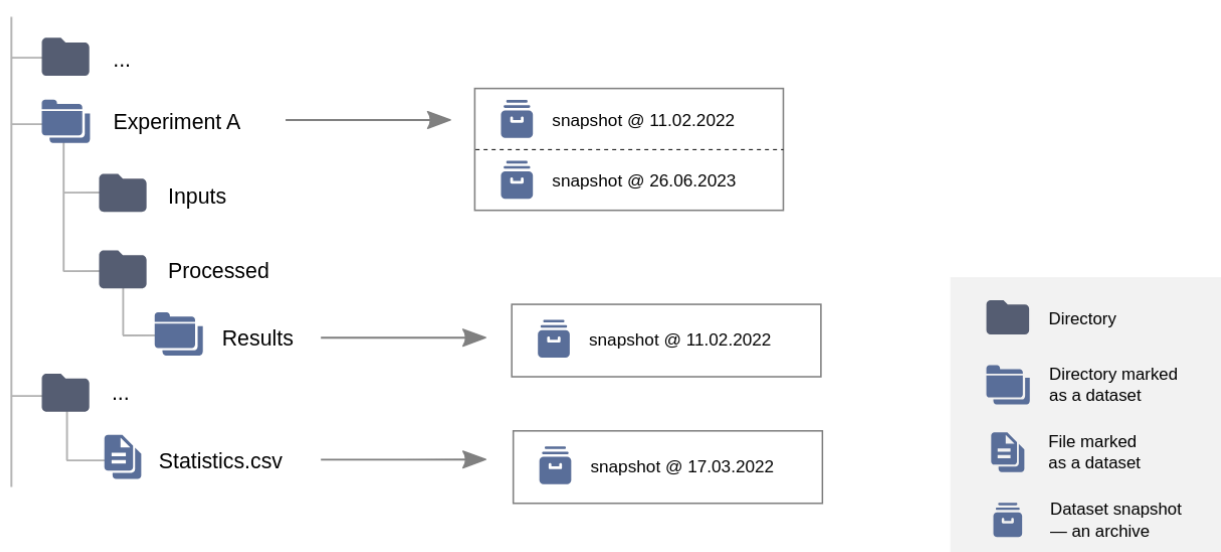 ...
Experiment A
snapshot @ 11.02.2022
snapshot @ 26.06.2023
Inputs
Processed
Results
snapshot @ 11.02.2022
...
Statistics.csv
snapshot @ 17.03.2022
Directory
Directory marked
as a dataset
File marked
as a dataset
Dataset snapshot
— an archive